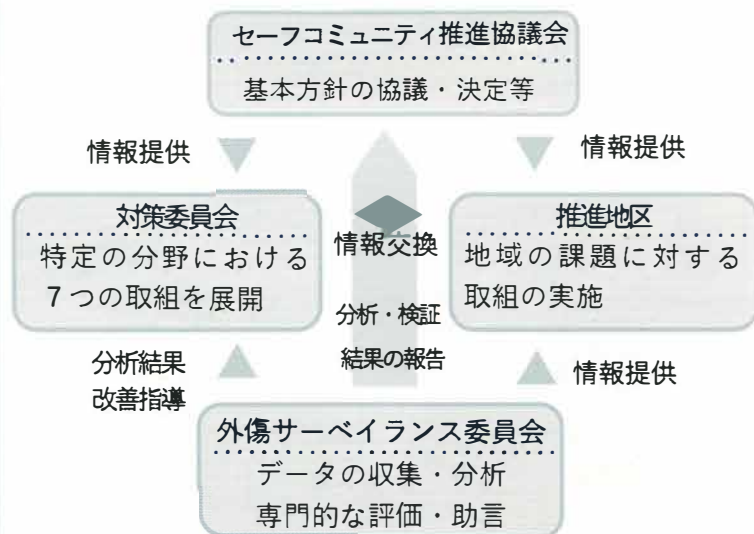 セーフコミュニティ推進協議会
基本方針の協議・決定等
情報提供
情報提供
対策委員会
特定の分野における
7つの取組を展開
情報交換
推進地区
地域の課題に対する
取組の実施
分析・検証
結果の報告
分析結果
改善指導
情報提供
外傷サーベイランス委員会
データの収集・分析
専門的な評価・助言